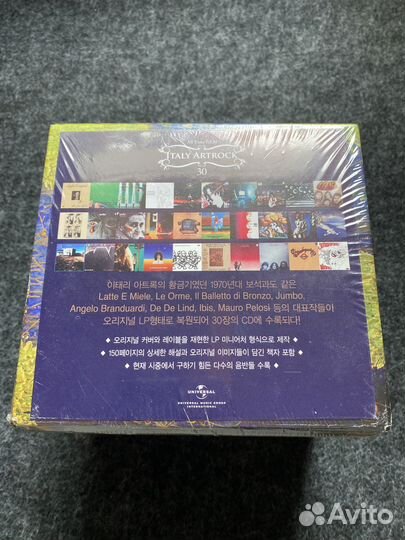 ITALY ARTROCK
30
이태리 아트록의 황금기였던 1970년대 보석과도 같은
Latte E Miele, Le Orme, Il Balletto di Bronzo, Jumbo,
Angelo Branduardi, De De Lind, Ibis, Mauro Pelosi 등의 대표작들이
오리지널 LP형태로 복원되어 30장의 CD에 수록되다!
◆ 오리지널 커버와 레이블을 재현한 LP 미니어처 형식으로 제작 ◆
◆ 150페이지의 상세한 해설과 오리지널 이미지들이 담긴 책자 포함 ◆
◆ 현재 시중에서 구하기 힘든 다수의 음반들 수록 ◆
UNIVERSAL
UNIVERSAL MUSIC GROUP
INTERNATIONAL
Avito